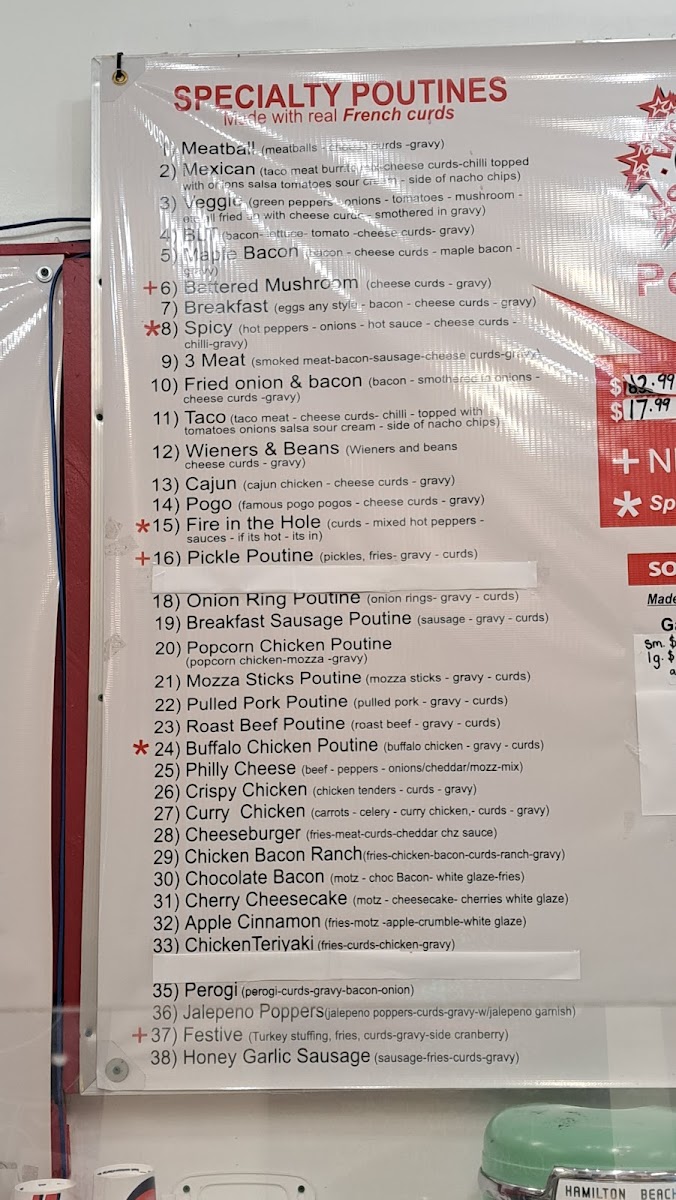 SPECIALTY POUTINES
Made with real French curds
1) Meatball (meatballs - cheese curds -gravy)
2) Mexican (taco meat -cheese curds-chilli topped
with onions salsa tomatoes sour cream - side of nacho chips)
3) Veggie (green peppers - onions - tomatoes - mushroom -
all fried with cheese curds - smothered in gravy)
4) BLT (bacon- lettuce- tomato -cheese curds- gravy)
5) Maple Bacon (bacon - cheese curds - maple bacon -
gravy)
+6) Battered Mushroom (cheese curds - gravy)
7) Breakfast (eggs any style - bacon - cheese curds - gravy)
*8) Spicy (hot peppers - onions - hot sauce - cheese curds -
chilli-gravy)
9) 3 Meat (smoked meat-bacon-sausage-cheese curds-gravy)
10) Fried onion & bacon (bacon - smothered in onions -
cheese curds -gravy)
11) Taco (taco meat - cheese curds- chilli - topped with
tomatoes onions salsa sour cream - side of nacho chips)
12) Wieners & Beans (Wieners and beans
cheese curds - gravy)
13) Cajun (cajun chicken - cheese curds - gravy)
14) Pogo (famous pogo pogos - cheese curds - gravy)
*15) Fire in the Hole (curds - mixed hot peppers -
sauces - if its hot - its in)
+16) Pickle Poutine (pickles, fries- gravy - curds)
18) Onion Ring Poutine (onion rings- gravy - curds)
19) Breakfast Sausage Poutine (sausage - gravy - curds)
20) Popcorn Chicken Poutine
(popcorn chicken-mozza -gravy)
21) Mozza Sticks Poutine (mozza sticks - gravy - curds)
22) Pulled Pork Poutine (pulled pork - gravy - curds)
23) Roast Beef Poutine (roast beef - gravy - curds)
* 24) Buffalo Chicken Poutine (buffalo chicken - gravy - curds)
25) Philly Cheese (beef - peppers - onions/cheddar/mozz-mix)
26) Crispy Chicken (chicken tenders - curds - gravy)
27) Curry Chicken (carrots - celery - curry chicken,- curds - gravy)
28) Cheeseburger (fries-meat-curds-cheddar chz sauce)
29) Chicken Bacon Ranch(fries-chicken-bacon-curds-ranch-gravy)
30) Chocolate Bacon (motz - choc Bacon- white glaze-fries)
31) Cherry Cheesecake (motz - cheesecake- cherries white glaze)
32) Apple Cinnamon (fries-motz -apple-crumble-white glaze)
33) ChickenTeriyaki (fries-curds-chicken-gravy)
35) Perogi (perogi-curds-gravy-bacon-onion)
36) Jalepeno Poppers(jalepeno poppers-curds-gravy-w/jalepeno garnish)
+37) Festive (Turkey stuffing, fries, curds-gravy-side cranberry)
38) Honey Garlic Sausage (sausage-fries-curds-gravy)
$ .99
$17.99
+ N
* Sp
SO
Made
G
Sm. $
lg. $
HAMILTON BEACH